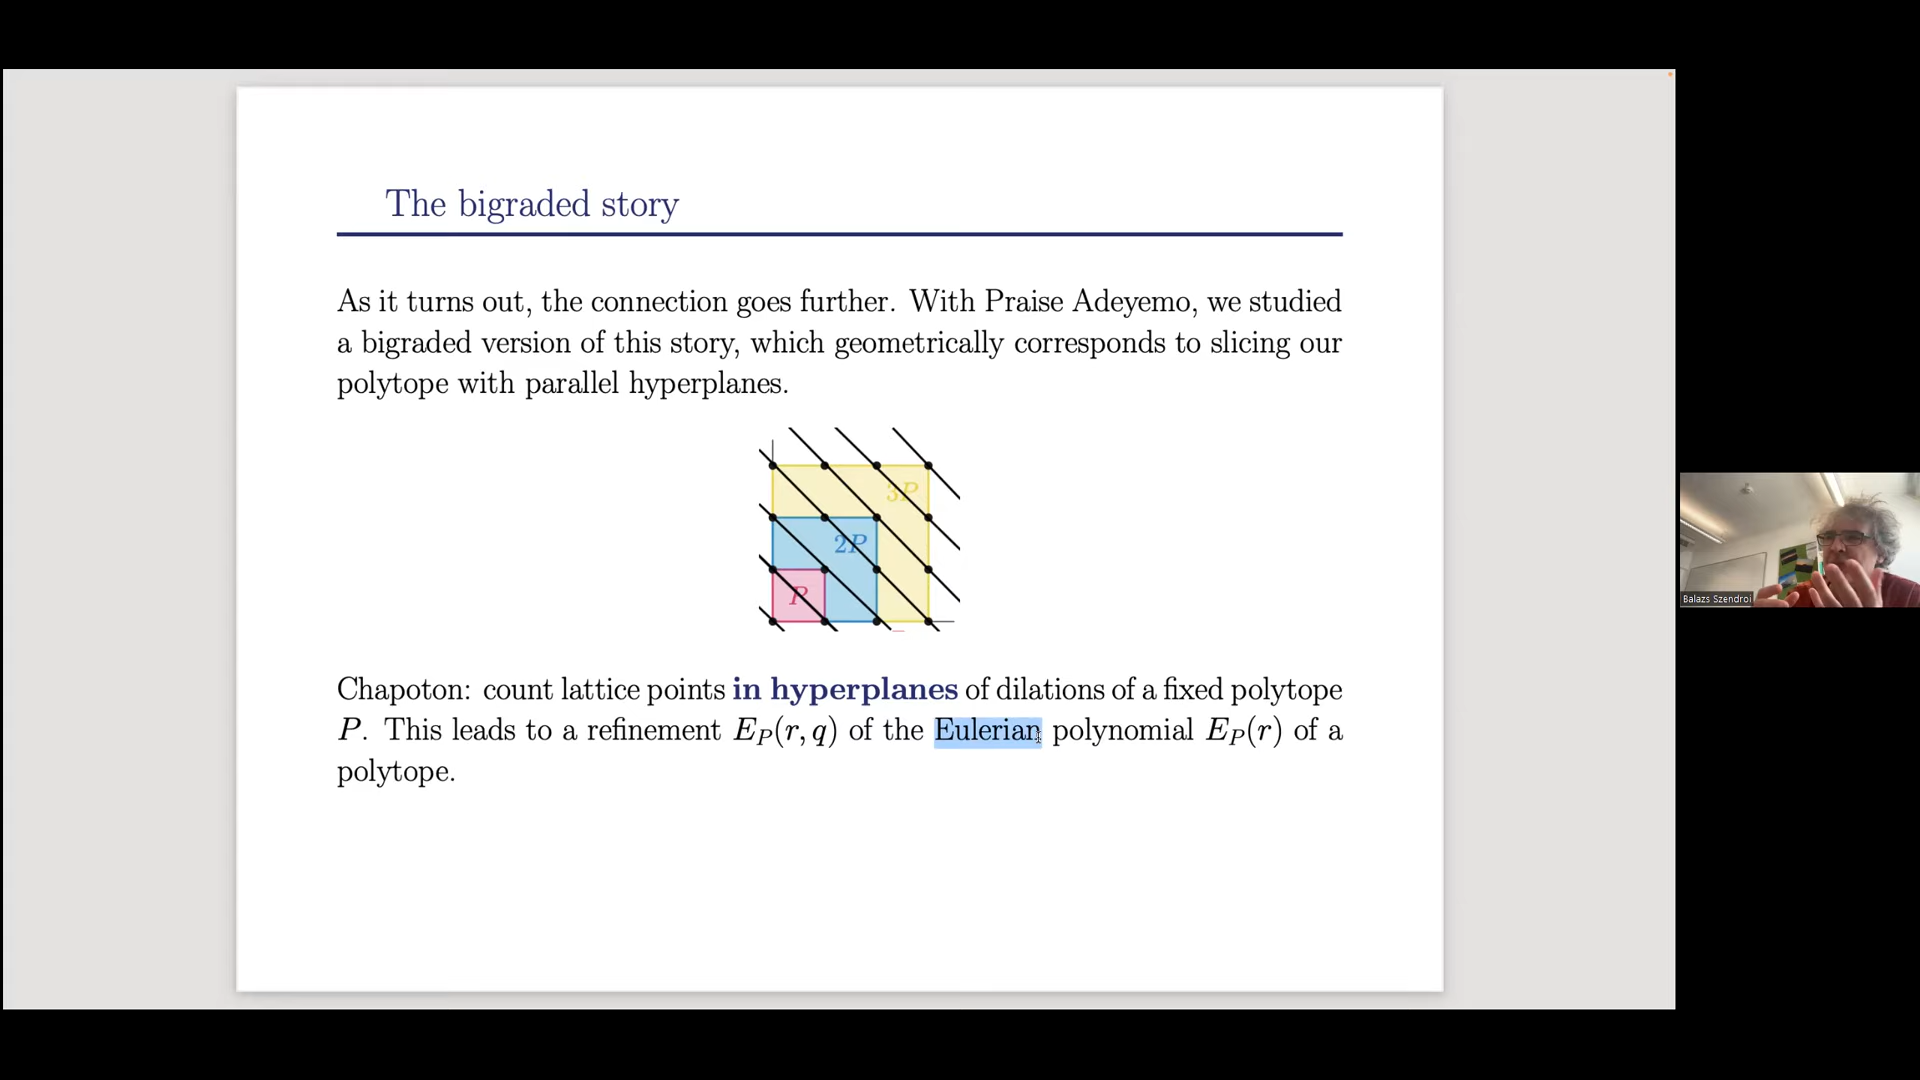 The bigraded story
As it turns out, the connection goes further. With Praise Adeyemo, we studied
a bigraded version of this story, which geometrically corresponds to slicing our
polytope with parallel hyperplanes.
3P
2P
P
Chapoton: count lattice points in hyperplanes of dilations of a fixed polytope
P. This leads to a refinement E_P(r, q) of the Eulerian polynomial E_P(r) of a
polytope.
Balazs Szendroi